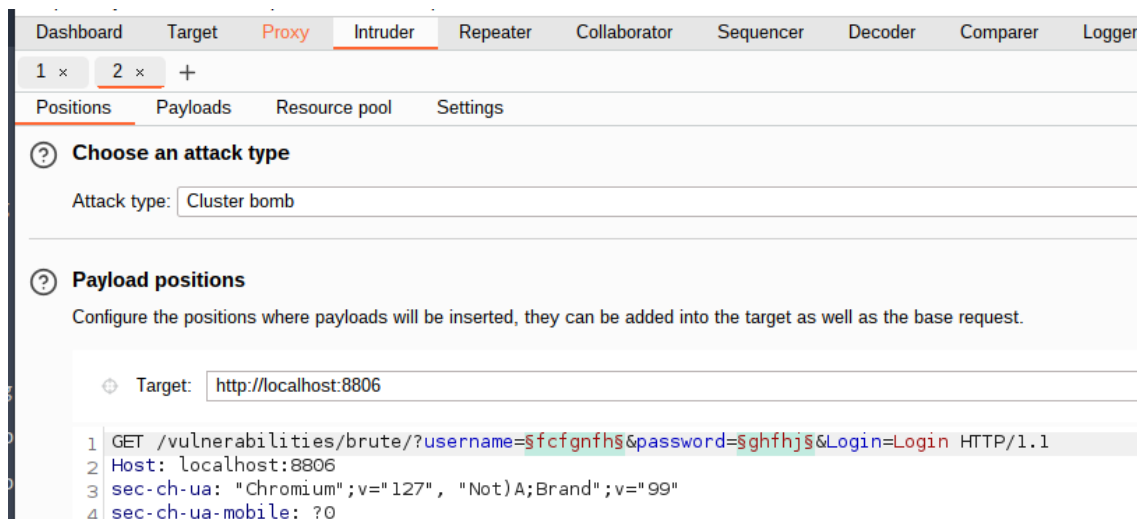 Dashboard Target Proxy Intruder Repeater Collaborator Sequencer Decoder Comparer Logger
1 × 2 × +
Positions Payloads Resource pool Settings
? Choose an attack type
Attack type: Cluster bomb
? Payload positions
Configure the positions where payloads will be inserted, they can be added into the target as well as the base request.
Target: http://localhost:8806
1 GET /vulnerabilities/brute/?username=§fcfgnfh§&password=§ghfhj§&Login=Login HTTP/1.1
2 Host: localhost:8806
3 sec-ch-ua: "Chromium";v="127", "Not)A;Brand";v="99"
4 sec-ch-ua-mobile: ?0